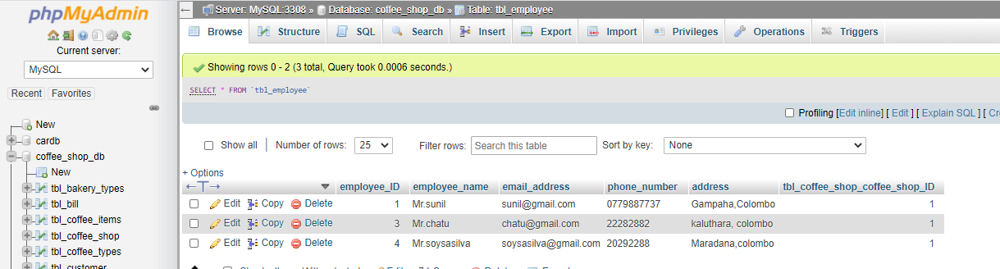 phpMyAdmin
Current server:
MySQL
Recent Favorites
New
cardb
coffee_shop_db
New
tbl_bakery_types
tbl_bill
tbl_coffee_items
tbl_coffee_shop
tbl_coffee_types
tbl_customer
Server: MySQL:3308 » Database: coffee_shop_db » Table: tbl_employee
Browse Structure SQL Search Insert Export Import Privileges Operations Triggers
Showing rows 0 - 2 (3 total, Query took 0.0006 seconds.)
SELECT * FROM `tbl_employee`
Profiling [Edit inline] [ Edit ] [ Explain SQL ] [ Cr
Show all Number of rows: 25 Filter rows: Search this table Sort by key: None
+ Options
employee_ID employee_name email_address phone_number address tbl_coffee_shop_coffee_shop_ID
Edit Copy Delete 1 Mr.sunil sunil@gmail.com 0779887737 Gampaha,Colombo 1
Edit Copy Delete 3 Mr.chatu chatu@gmail.com 22282882 kaluthara, colombo 1
Edit Copy Delete 4 Mr.soysasilva soysasilva@gmail.com 20292288 Maradana,colombo 1